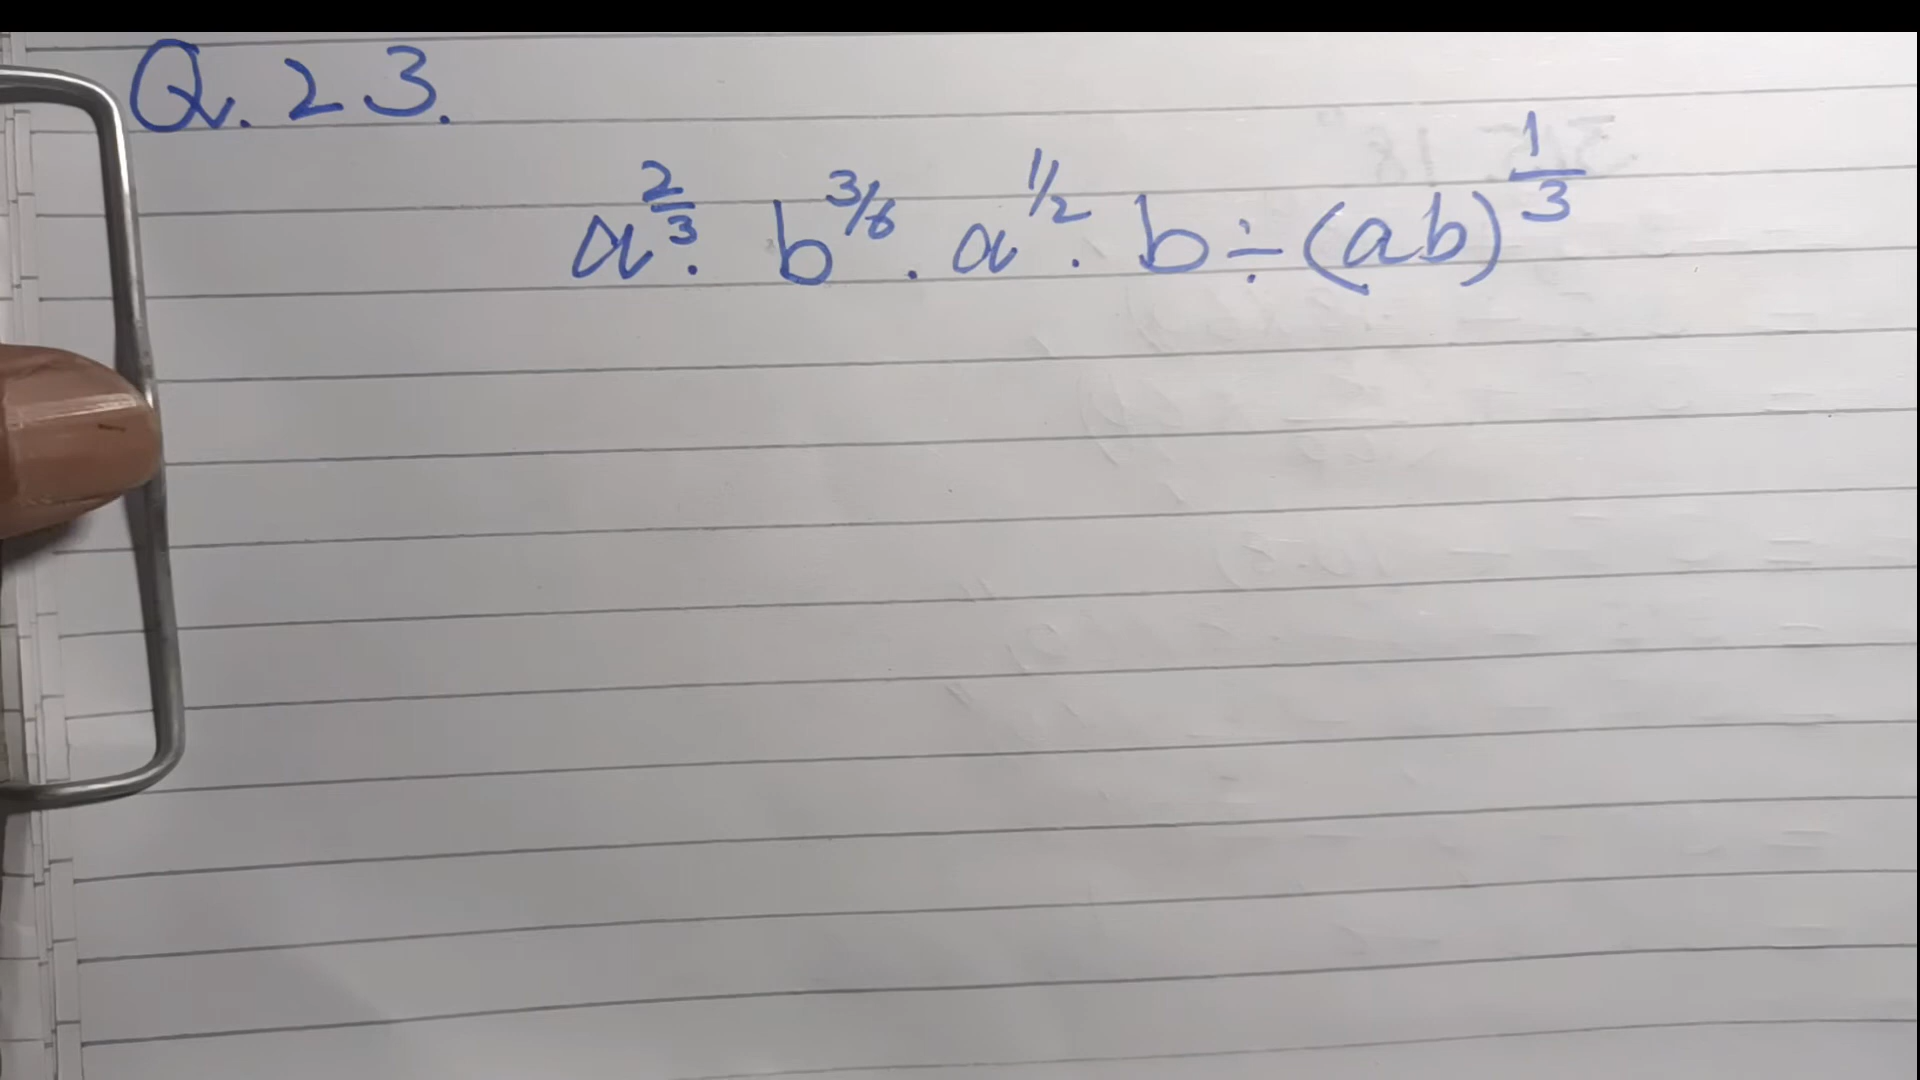 Q. 23.
a^{2/3} . b^{3/6} . a^{1/2} . b ÷ (ab)^{1/3}